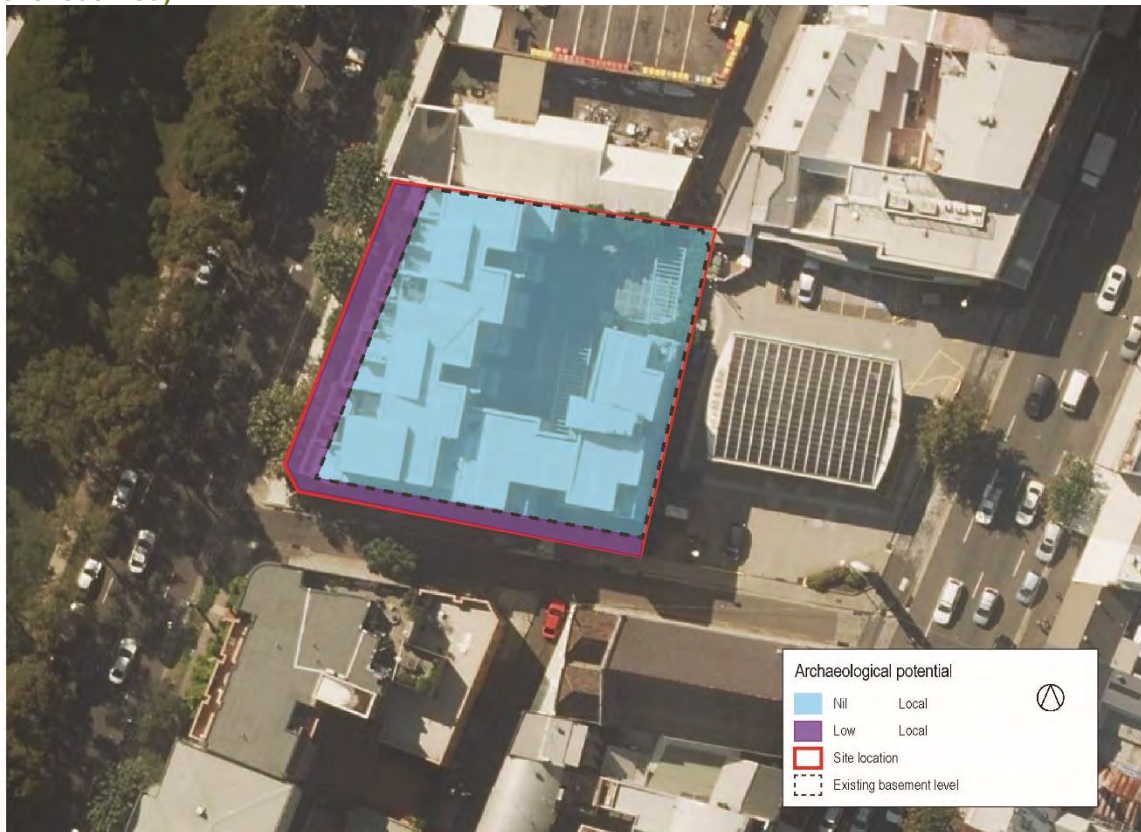 Archaeological potential
Nil Local
Low Local
Site location
Existing basement level